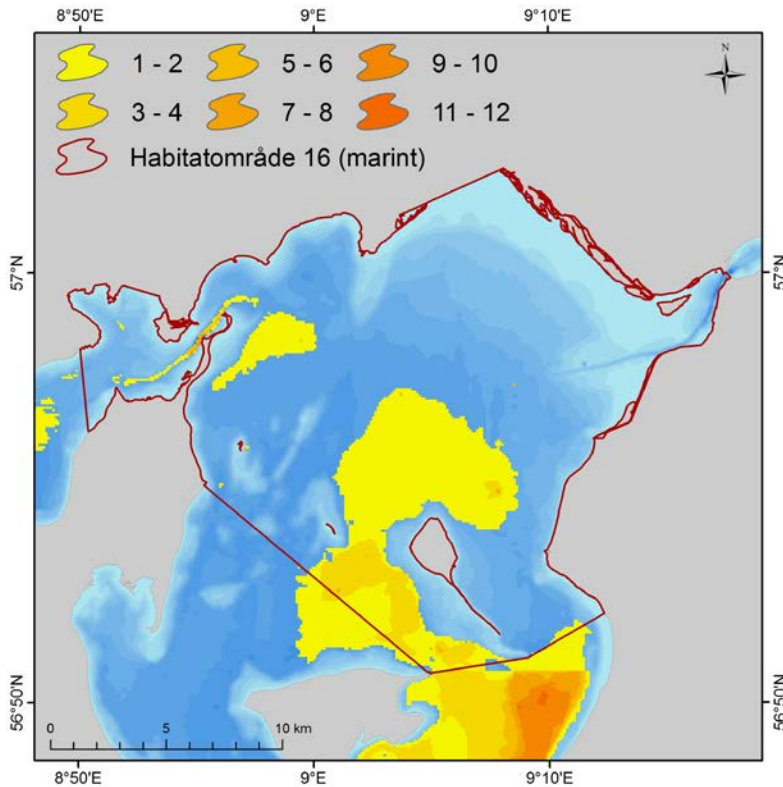 8°50'E 9°E 9°10'E
N
1 - 2 5 - 6 9 - 10
3 - 4 7 - 8 11 - 12
Habitatområde 16 (marint)
57°N 57°N
56°50'N 56°50'N
0 5 10 km
8°50'E 9°E 9°10'E